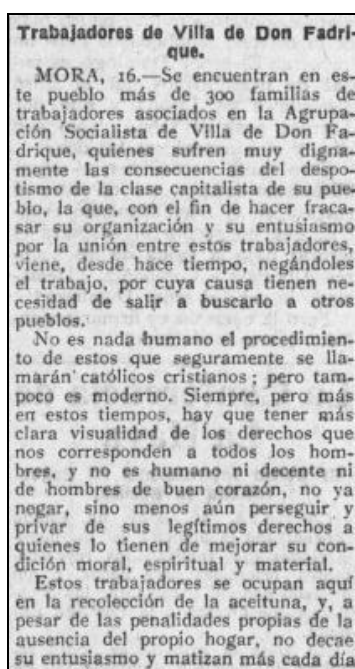 Trabajadores de Villa de Don Fadri-
que.
MORA, 16.—Se encuentran en es-
te pueblo más de 300 familias de
trabajadores asociados en la Agrupa-
ción Socialista de Villa de Don Fa-
drique, quienes sufren muy digna-
mente las consecuencias del despo-
tismo de la clase capitalista de su pue-
blo, la que, con el fin de hacer fraca-
sar su organización y su entusiasmo
por la unión entre estos trabajadores,
viene, desde hace tiempo, negándoles
el trabajo, por cuya causa tienen ne-
cesidad de salir a buscarlo a otros
pueblos.
No es nada humano el procedimien-
to de estos que seguramente se lla-
marán católicos cristianos; pero tam-
poco es moderno. Siempre, pero más
en estos tiempos, hay que tener más
clara visualidad de los derechos que
nos corresponden a todos los hom-
bres, y no es humano ni decente ni
de hombres de buen corazón, no ya
negar, sino menos aún perseguir y
privar de sus legítimos derechos a
quienes lo tienen de mejorar su con-
dición moral, espiritual y material.
Estos trabajadores se ocupan aquí
en la recolección de la aceituna, y, a
pesar de las penalidades propias de la
ausencia del propio hogar, no decae
su entusiasmo y matizan más cada día